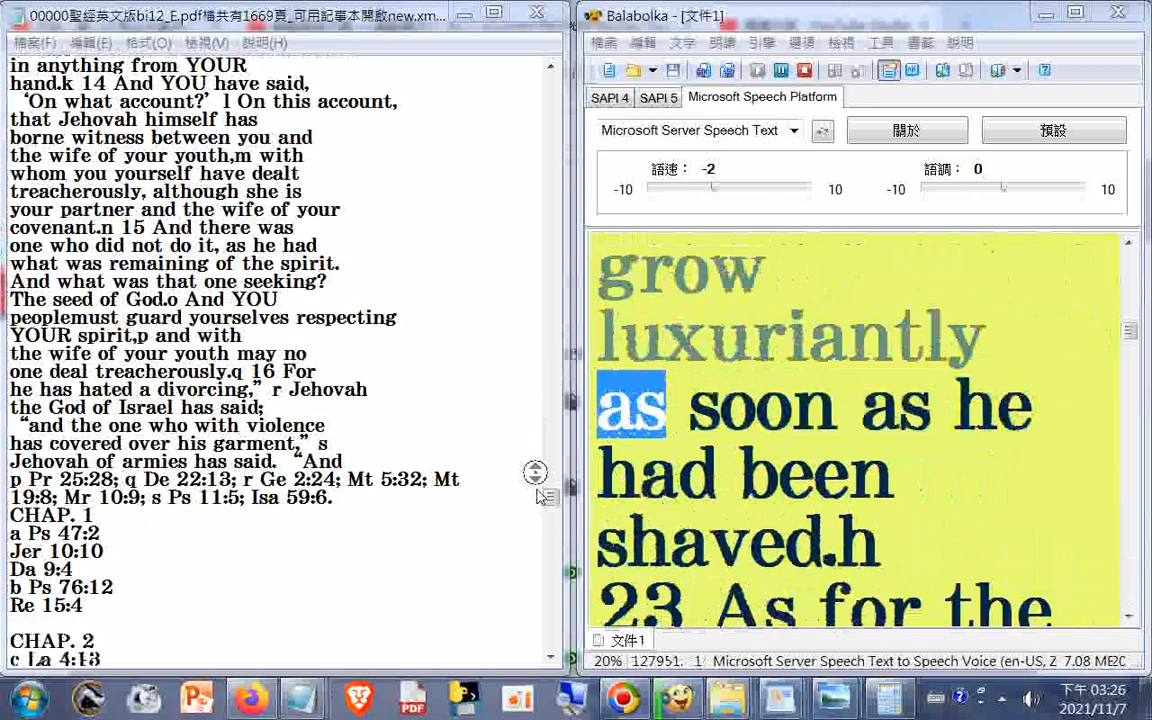 00000聖經英文版bi12_E.pdf檔共有1669頁_可用記事本開啟new.xm...
檔案(F) 編輯(E) 格式(O) 檢視(V) 說明(H)
in anything from YOUR
hand.k 14 And YOU have said,
‘On what account?’ l On this account,
that Jehovah himself has
borne witness between you and
the wife of your youth,m with
whom you yourself have dealt
treacherously, although she is
your partner and the wife of your
covenant.n 15 And there was
one who did not do it, as he had
what was remaining of the spirit.
And what was that one seeking?
The seed of God.o And YOU
peoplemust guard yourselves respecting
YOUR spirit,p and with
the wife of your youth may no
one deal treacherously.q 16 For
he has hated a divorcing,” r Jehovah
the God of Israel has said;
“and the one who with violence
has covered over his garment,” s
Jehovah of armies has said. “And
p Pr 25:28; q De 22:13; r Ge 2:24; Mt 5:32; Mt
19:8; Mr 10:9; s Ps 11:5; Isa 59:6.
CHAP. 1
a Ps 47:2
Jer 10:10
Da 9:4
b Ps 76:12
Re 15:4
CHAP. 2
c La 4:13
Balabolka - [文件1]
檔案 編輯 文字 朗讀 引擎 選項 檢視 工具 書籤 說明
SAPI 4 SAPI 5 Microsoft Speech Platform
Microsoft Server Speech Text 關於 預設
語速： -2 語調： 0
-10 10 -10 10
grow
luxuriantly
as soon as he
had been
shaved.h
23 As for the
文件1
20% 127951. 1 Microsoft Server Speech Text to Speech Voice (en-US, Z 7.08 ME20
PDF
下午 03:26
2021/11/7